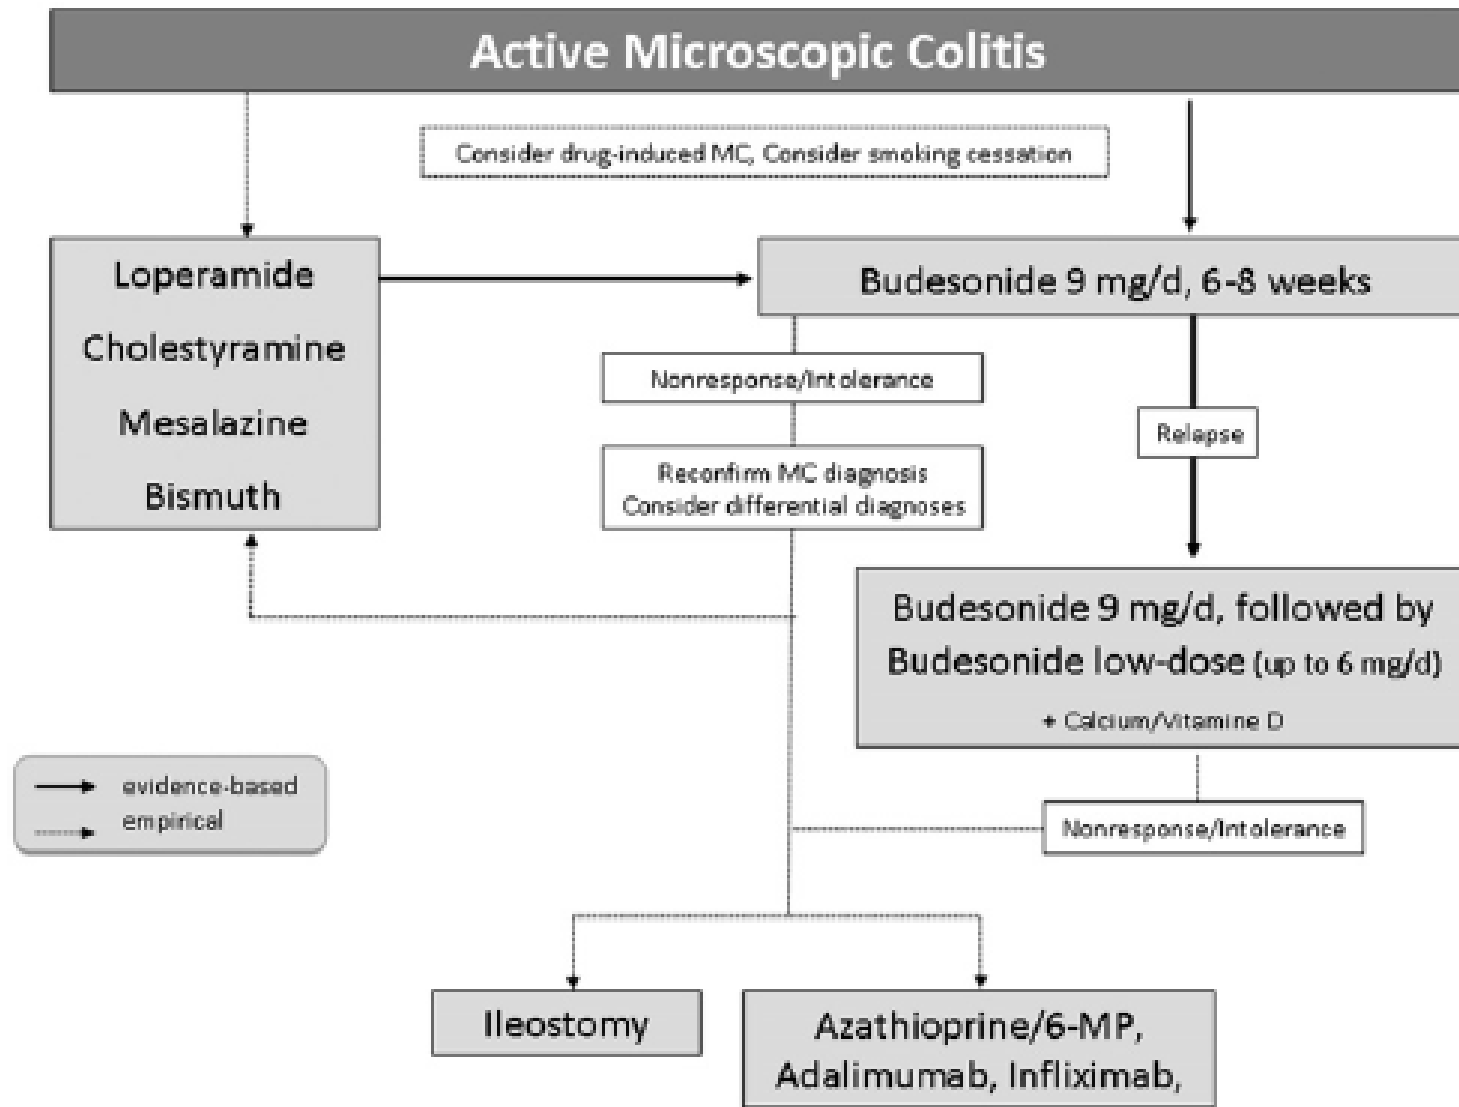 Active Microscopic Colitis
Consider drug-induced MC, Consider smoking cessation
Loperamide
Cholestyramine
Mesalazine
Bismuth
Budesonide 9 mg/d, 6-8 weeks
Nonresponse/Intolerance
Reconfirm MC diagnosis
Consider differential diagnoses
Relapse
Budesonide 9 mg/d, followed by
Budesonide low-dose (up to 6 mg/d)
+ Calcium/Vitamine D
evidence-based
empirical
Nonresponse/Intolerance
Ileostomy
Azathioprine/6-MP,
Adalimumab, Infliximab,